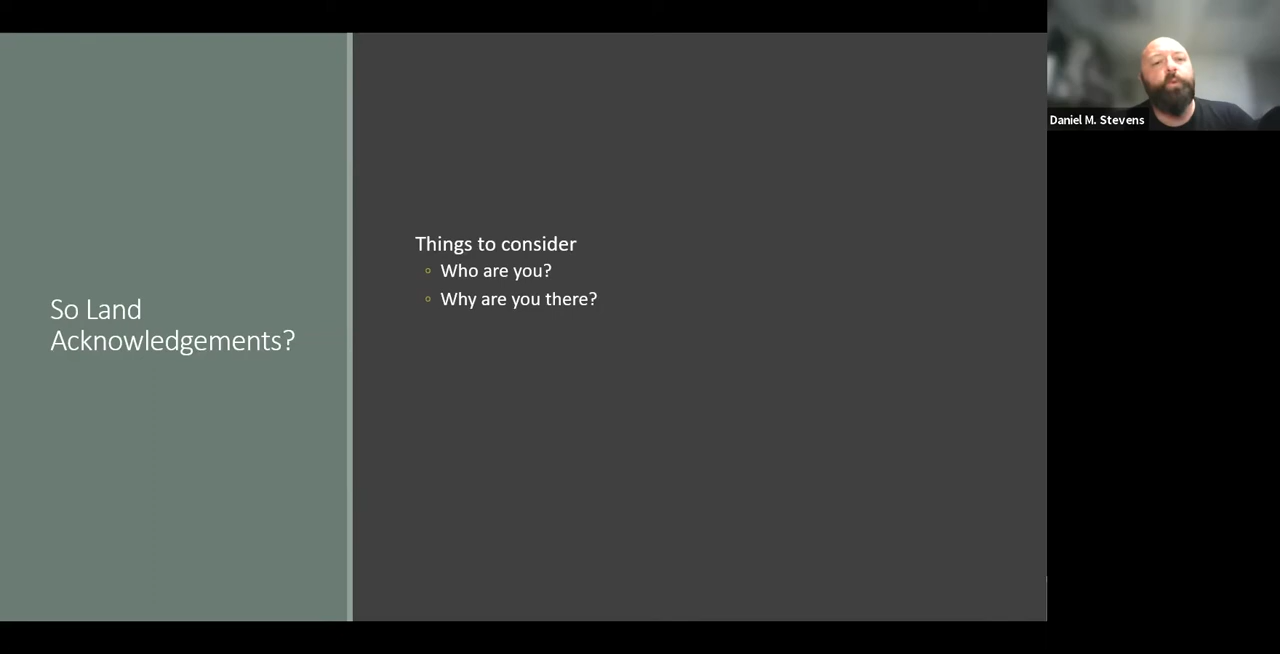 So Land
Acknowledgements?
Things to consider
Who are you?
Why are you there?
Daniel M. Stevens